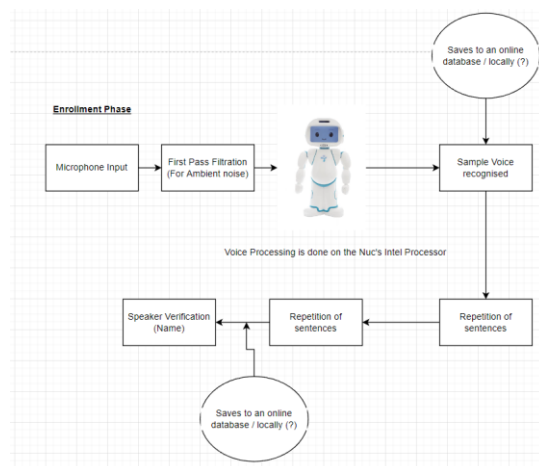 Saves to an online
database / locally (?)
Enrollment Phase
Microphone Input
First Pass Filtration
(For Ambient noise)
Sample Voice
recognised
Voice Processing is done on the Nuc's Intel Processor
Speaker Verification
(Name)
Repetition of
sentences
Repetition of
sentences
Saves to an online
database / locally (?)